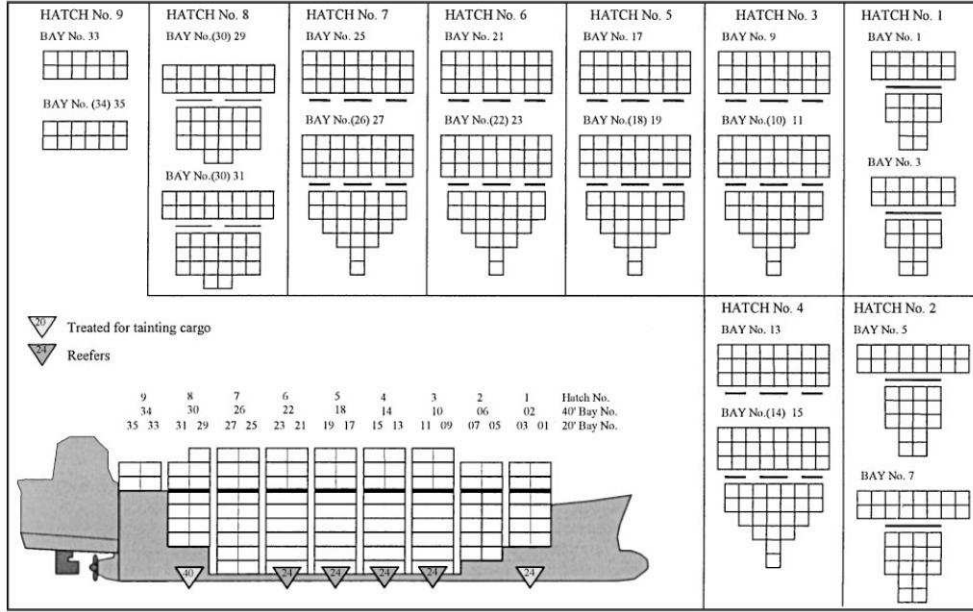 HATCH No. 9
BAY No. 33
BAY No. (34) 35
HATCH No. 8
BAY No.(30) 29
BAY No.(30) 31
HATCH No. 7
BAY No. 25
BAY No.(26) 27
HATCH No. 6
BAY No. 21
BAY No.(22) 23
HATCH No. 5
BAY No. 17
BAY No.(18) 19
HATCH No. 3
BAY No. 9
BAY No.(10) 11
HATCH No. 1
BAY No. 1
BAY No. 3
HATCH No. 4
BAY No. 13
BAY No.(14) 15
HATCH No. 2
BAY No. 5
BAY No. 7
20 Treated for tainting cargo
24 Reefers
9 8 7 6 5 4 3 2 1 Hatch No.
34 30 26 22 18 14 10 06 02 40' Bay No.
35 33 31 29 27 25 23 21 19 17 15 13 11 09 07 05 03 01 20' Bay No.
40 24 24 24 24 24